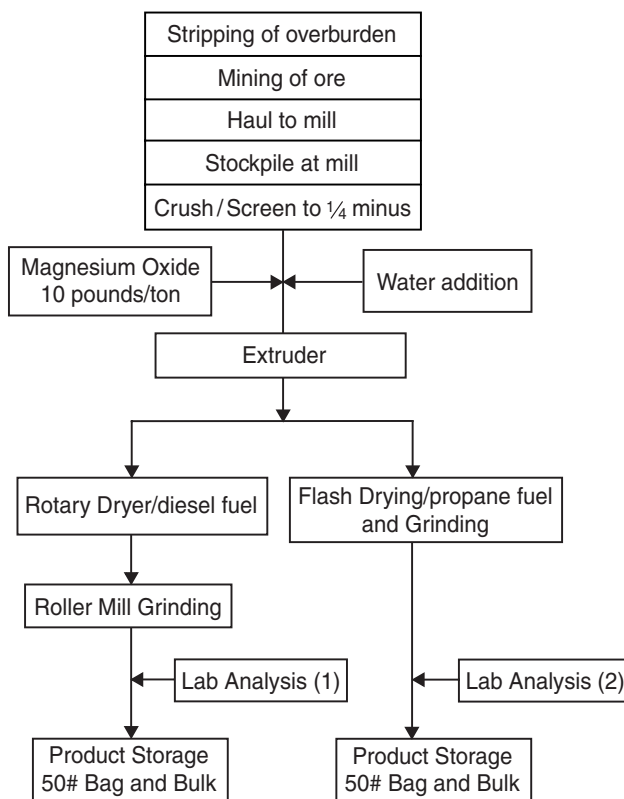 Stripping of overburden
Mining of ore
Haul to mill
Stockpile at mill
Crush/Screen to ¼ minus
Magnesium Oxide
10 pounds/ton
Water addition
Extruder
Rotary Dryer/diesel fuel
Flash Drying/propane fuel
and Grinding
Roller Mill Grinding
Lab Analysis (1)
Lab Analysis (2)
Product Storage
50# Bag and Bulk
Product Storage
50# Bag and Bulk